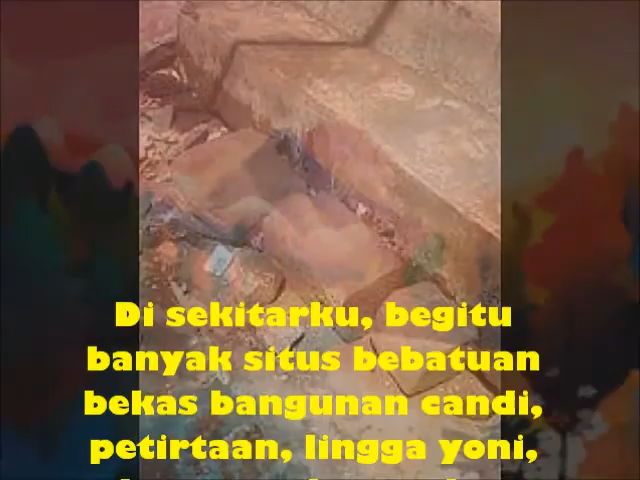 Di sekitarku, begitu
banyak situs bebatuan
bekas bangunan candi,
petirtaan, lingga yoni,